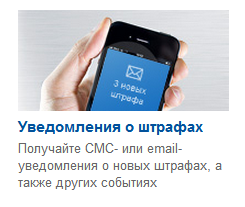 3 новых
штрафа
Уведомления о штрафах
Получайте СМС- или email-
уведомления о новых штрафах, а
также других событиях